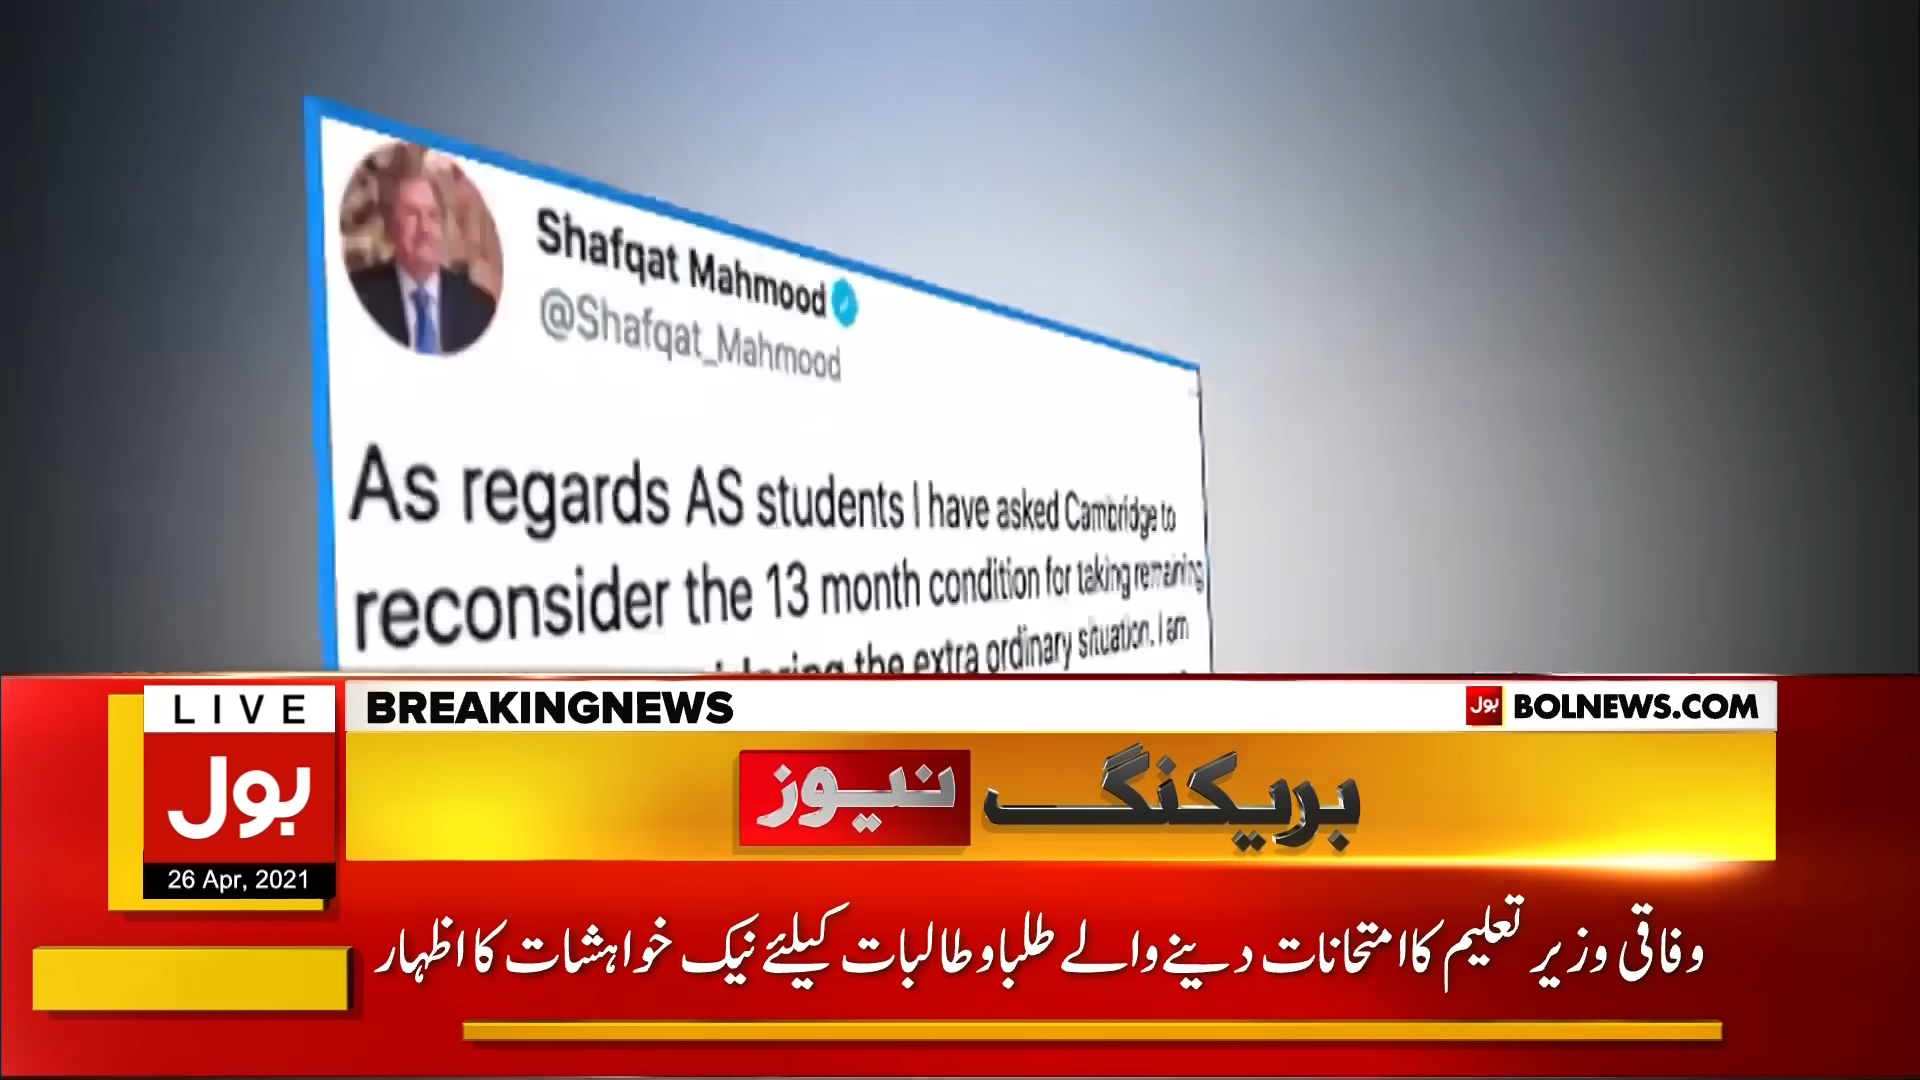 Shafqat Mahmood
@Shafqat_Mahmood
As regards AS students I have asked Cambridge to
reconsider the 13 month condition for taking remaining
the extra ordinary situation. I am
LIVE
BREAKINGNEWS
بول
BOLNEWS.COM
بول
بریکنگ نیوز
26 Apr, 2021
وفاقی وزیر تعلیم کا امتحانات دینے والے طلبا و طالبات کیلئے نیک خواہشات کا اظہار